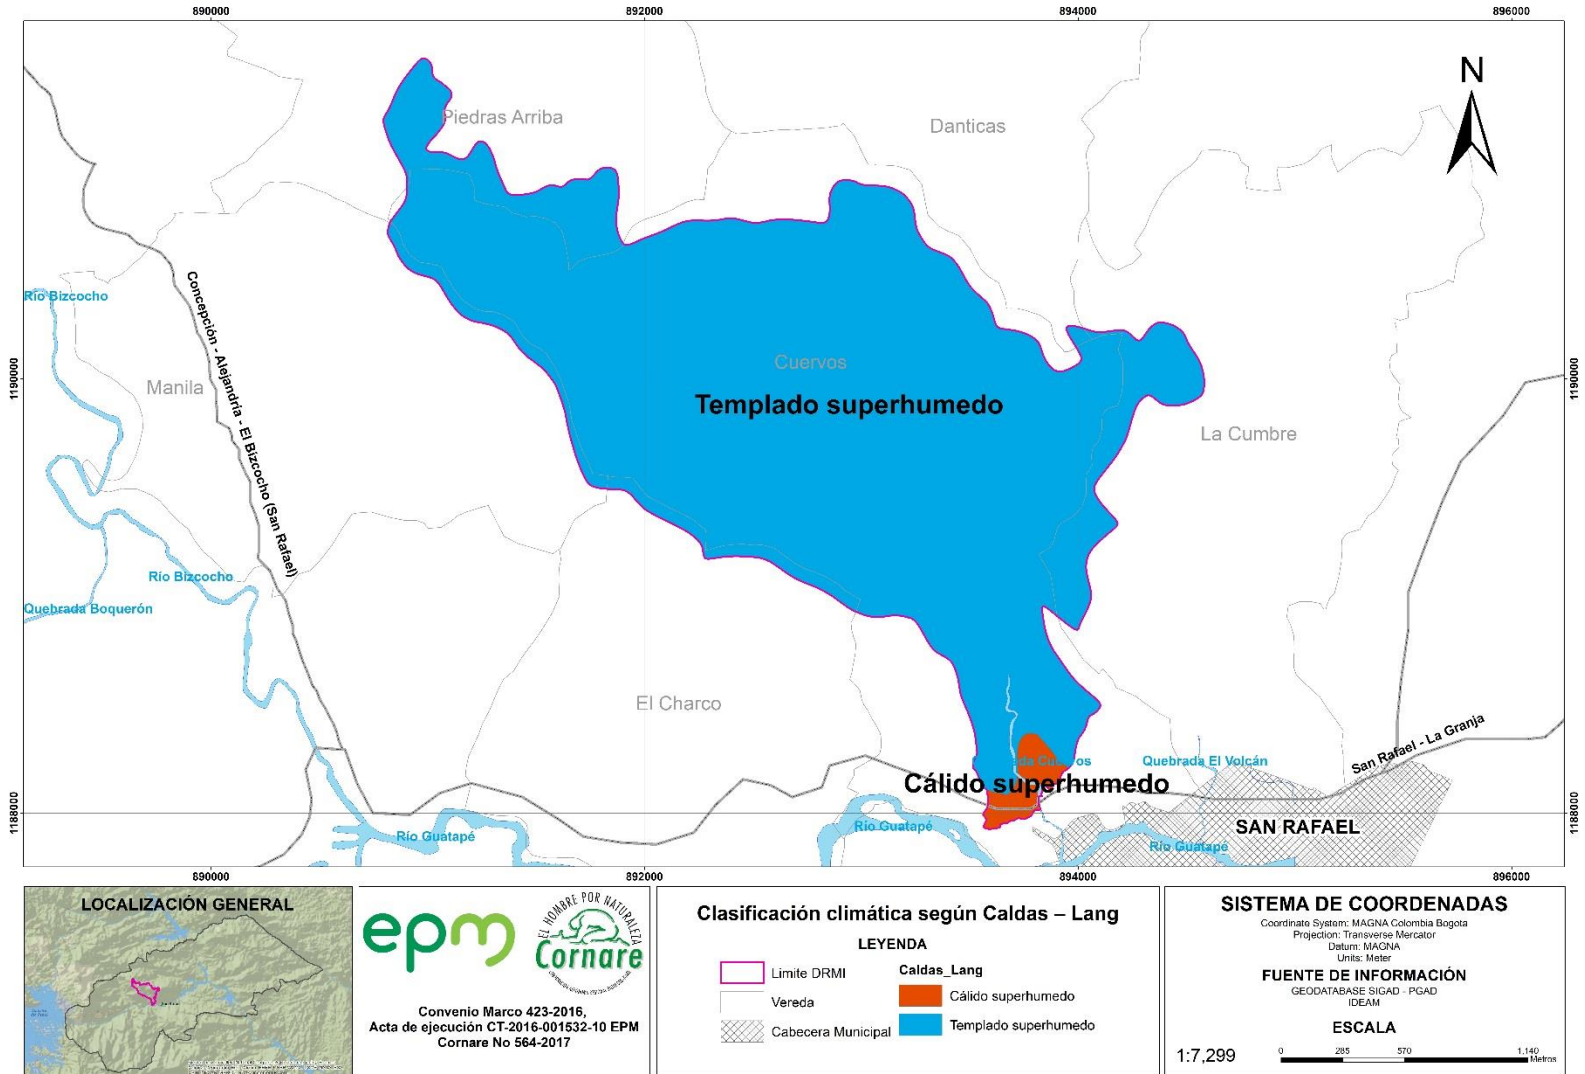 890000
892000
894000
896000
N
Piedras Arriba
Danticas
Río Bizcocho
Concepción - Alejandría - El Bizcocho (San Rafael)
Cuervos
1190000
1190000
Manila
Templado superhumedo
La Cumbre
Río Bizcocho
Quebrada Boquerón
El Charco
San Rafael - La Granja
Quebrada El Volcán
Cálido superhumedo
1188000
1188000
Río Guatapé
Río Guatapé
SAN RAFAEL
Río Guatapé
890000
892000
894000
896000
LOCALIZACIÓN GENERAL
epm
EL HOMBRE POR NATURALEZA
Cornare
Convenio Marco 423-2016,
Acta de ejecución CT-2016-001532-10 EPM
Cornare No 564-2017
Clasificación climática según Caldas – Lang
LEYENDA
Limite DRMI
Vereda
Cabecera Municipal
Caldas_Lang
Cálido superhumedo
Templado superhumedo
SISTEMA DE COORDENADAS
Coordinate System: MAGNA Colombia Bogota
Projection: Transverse Mercator
Datum: MAGNA
Units: Meter
FUENTE DE INFORMACIÓN
GEODATABASE SIGAD - PGAD
IDEAM
ESCALA
1:7,299
0 285 570 1,140
Metros